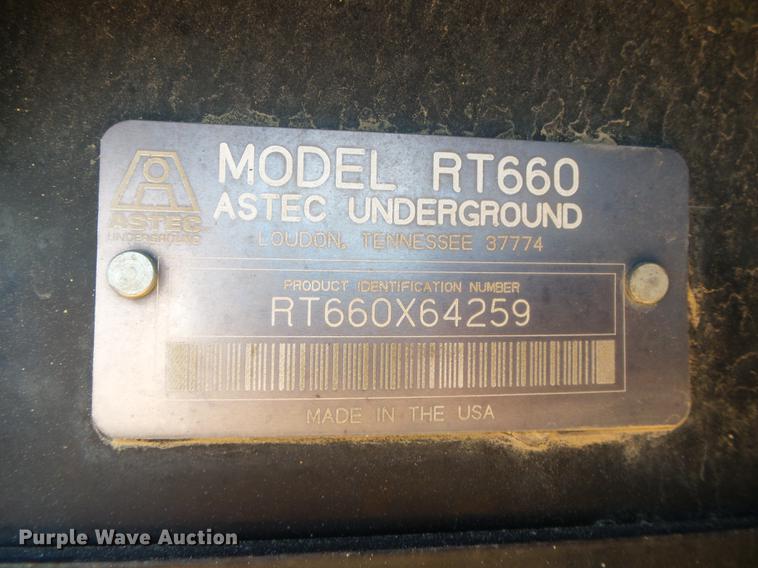 MODEL RT660
ASTEC UNDERGROUND
LOUDON, TENNESSEE 37774
ASTEC
UNDERGROUND
PRODUCT IDENTIFICATION NUMBER
RT660X64259
MADE IN THE USA
Purple Wave Auction